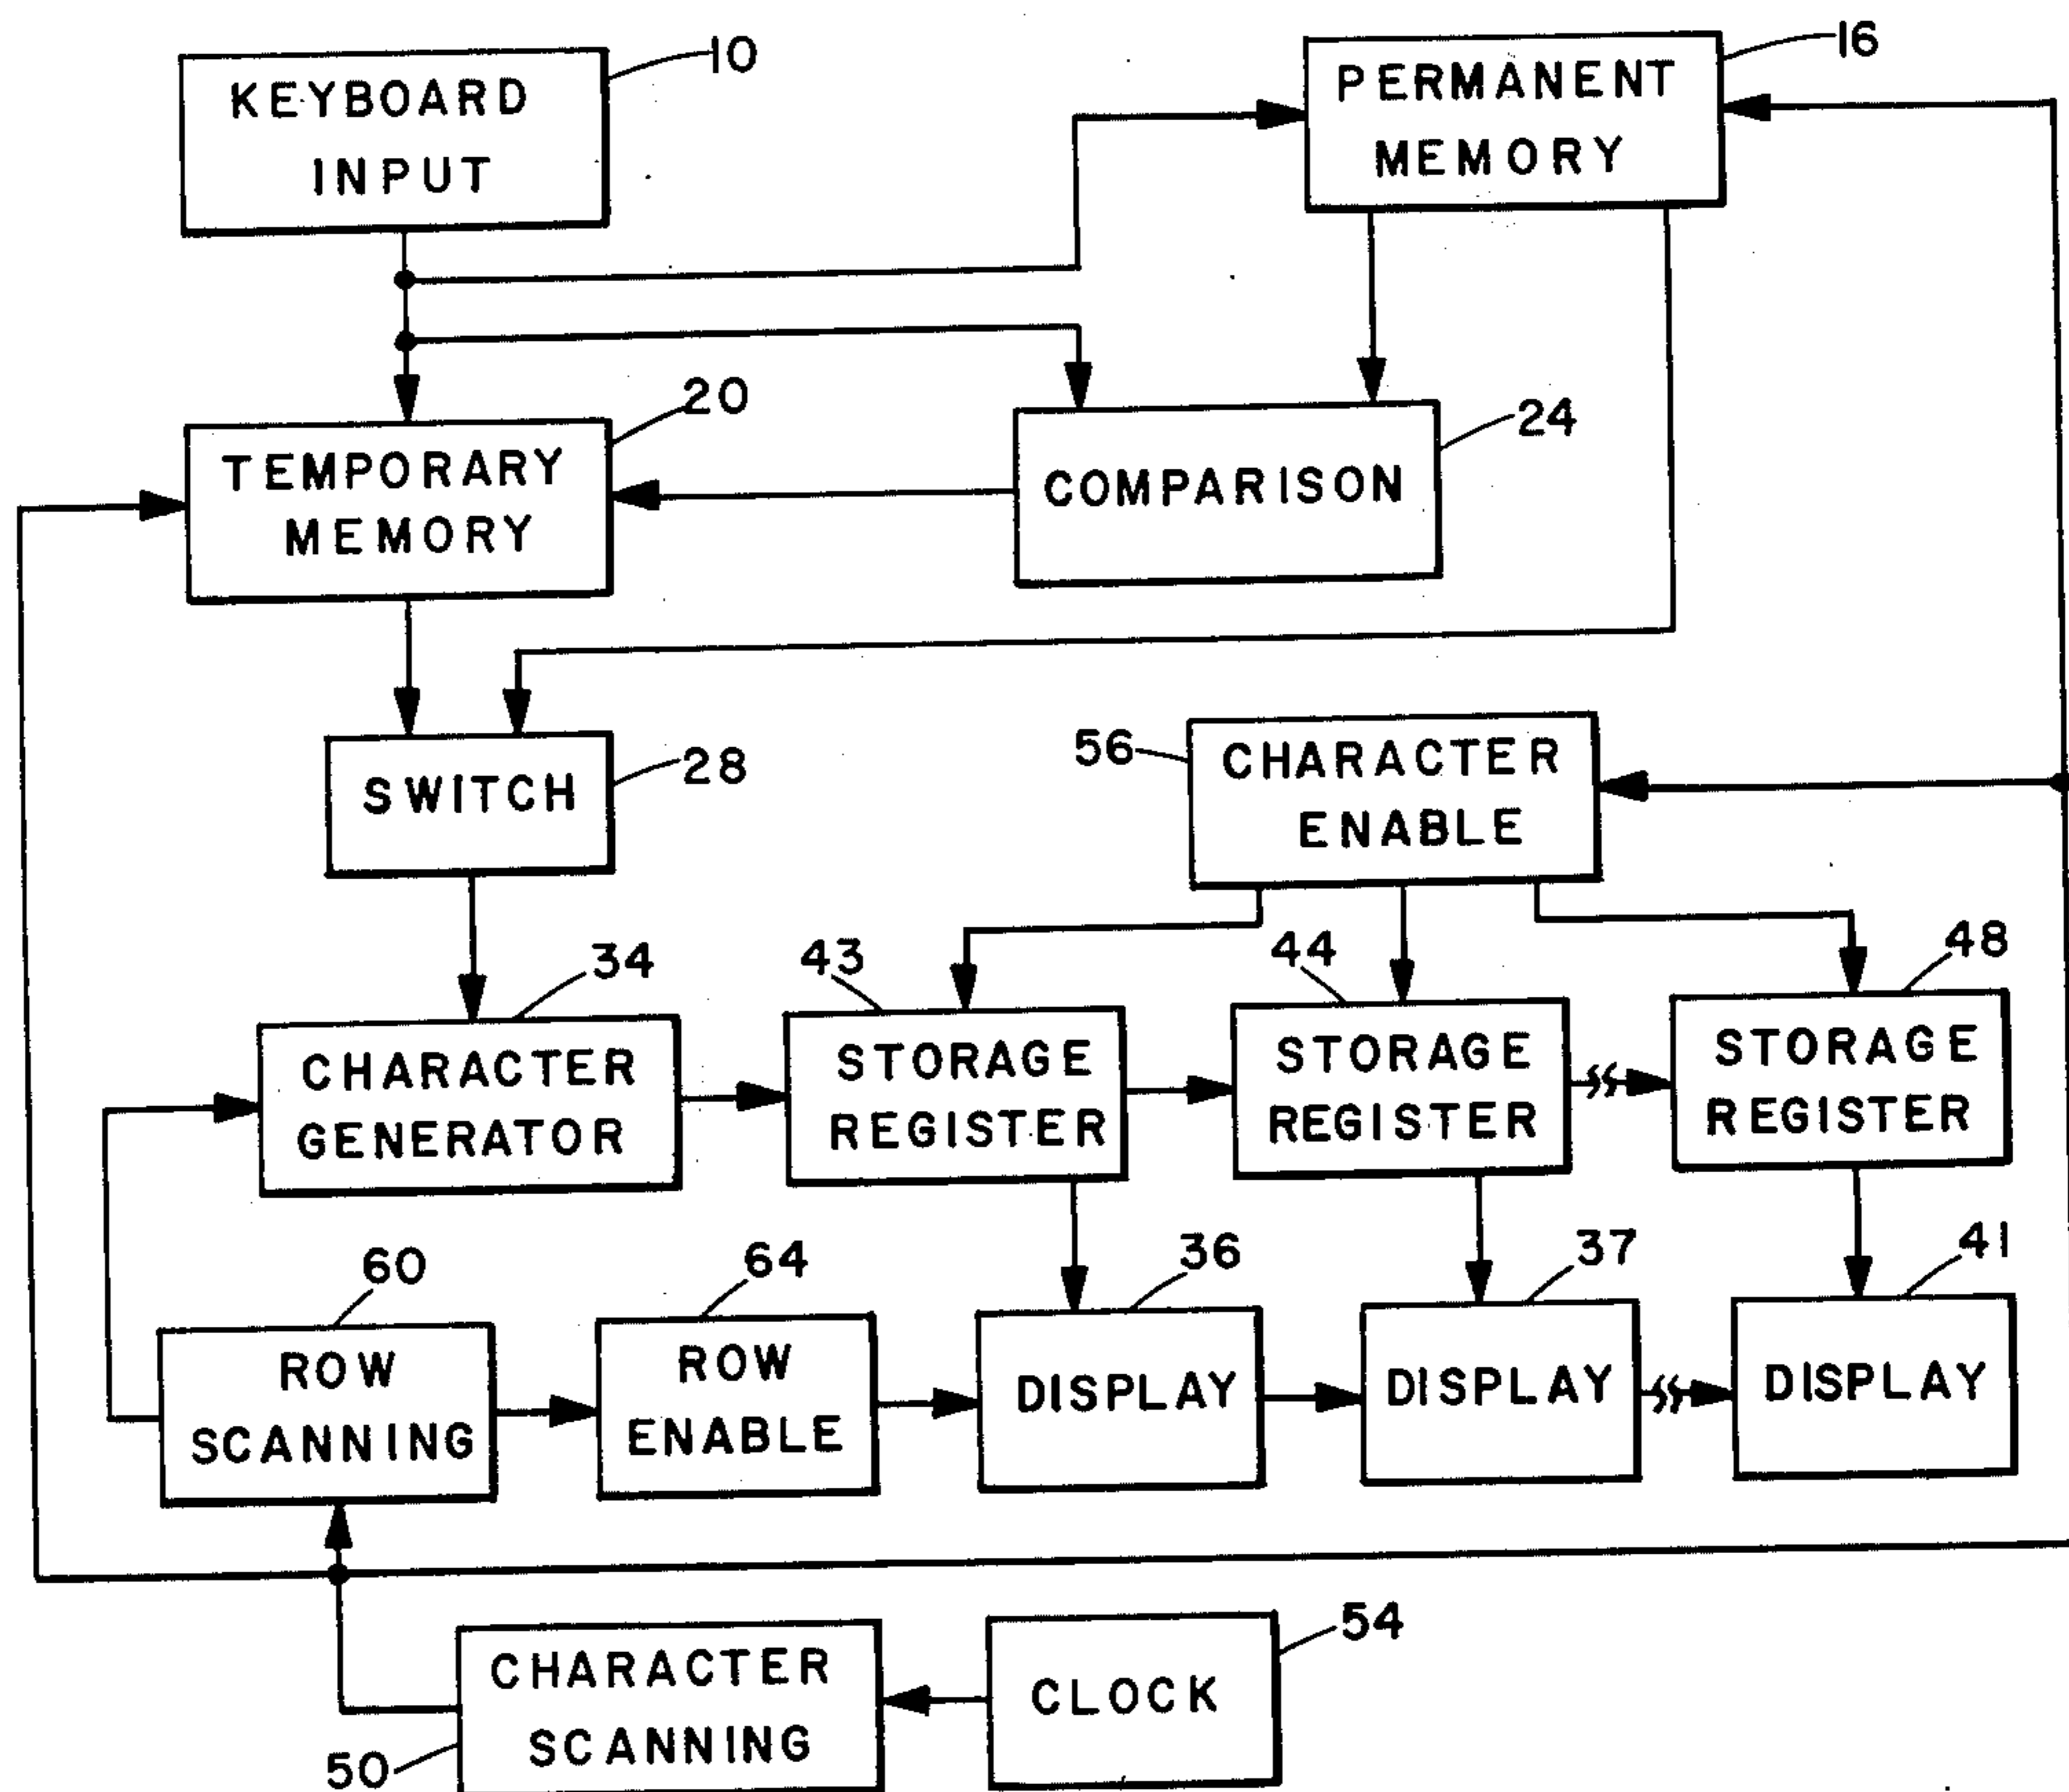 10
KEYBOARD
INPUT
16
PERMANENT
MEMORY
20
TEMPORARY
MEMORY
24
COMPARISON
28
SWITCH
56
CHARACTER
ENABLE
34
CHARACTER
GENERATOR
43
STORAGE
REGISTER
44
STORAGE
REGISTER
48
STORAGE
REGISTER
60
ROW
SCANNING
64
ROW
ENABLE
36
DISPLAY
37
DISPLAY
41
DISPLAY
50
CHARACTER
SCANNING
54
CLOCK